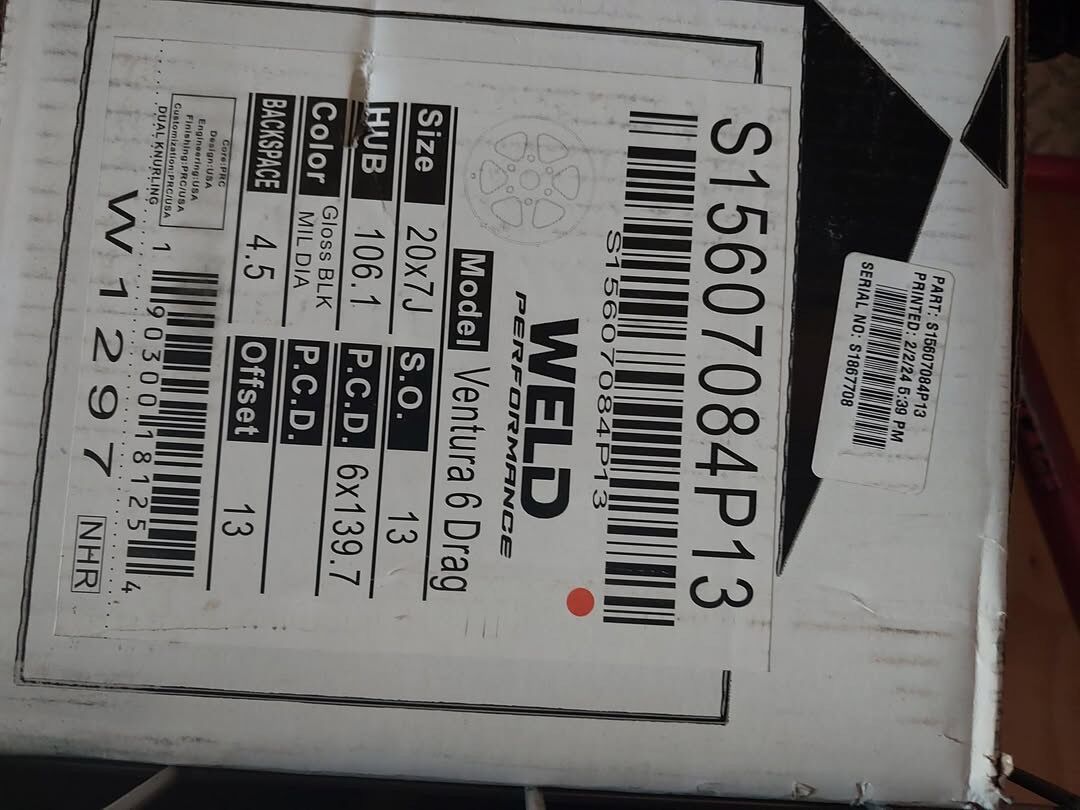 S15607084P13
S15607084P13
WELD
PERFORMANCE
Model Ventura 6 Drag
Size 20x7J S.O. 13
HUB 106.1 P.C.D. 6x139.7
Color Gloss BLK MIL DIA P.C.D.
BACKSPACE 4.5 Offset 13
Core:PRC
Design:USA
Engineering:USA
Finishing:PRC/USA
Customization:PRC/USA
DUAL KNURLING
1 90300 18125 4
W1297 NHR
PART: S15607084P13
PRINTED: 2/2/24 5:39 PM
SERIAL NO: S1867708